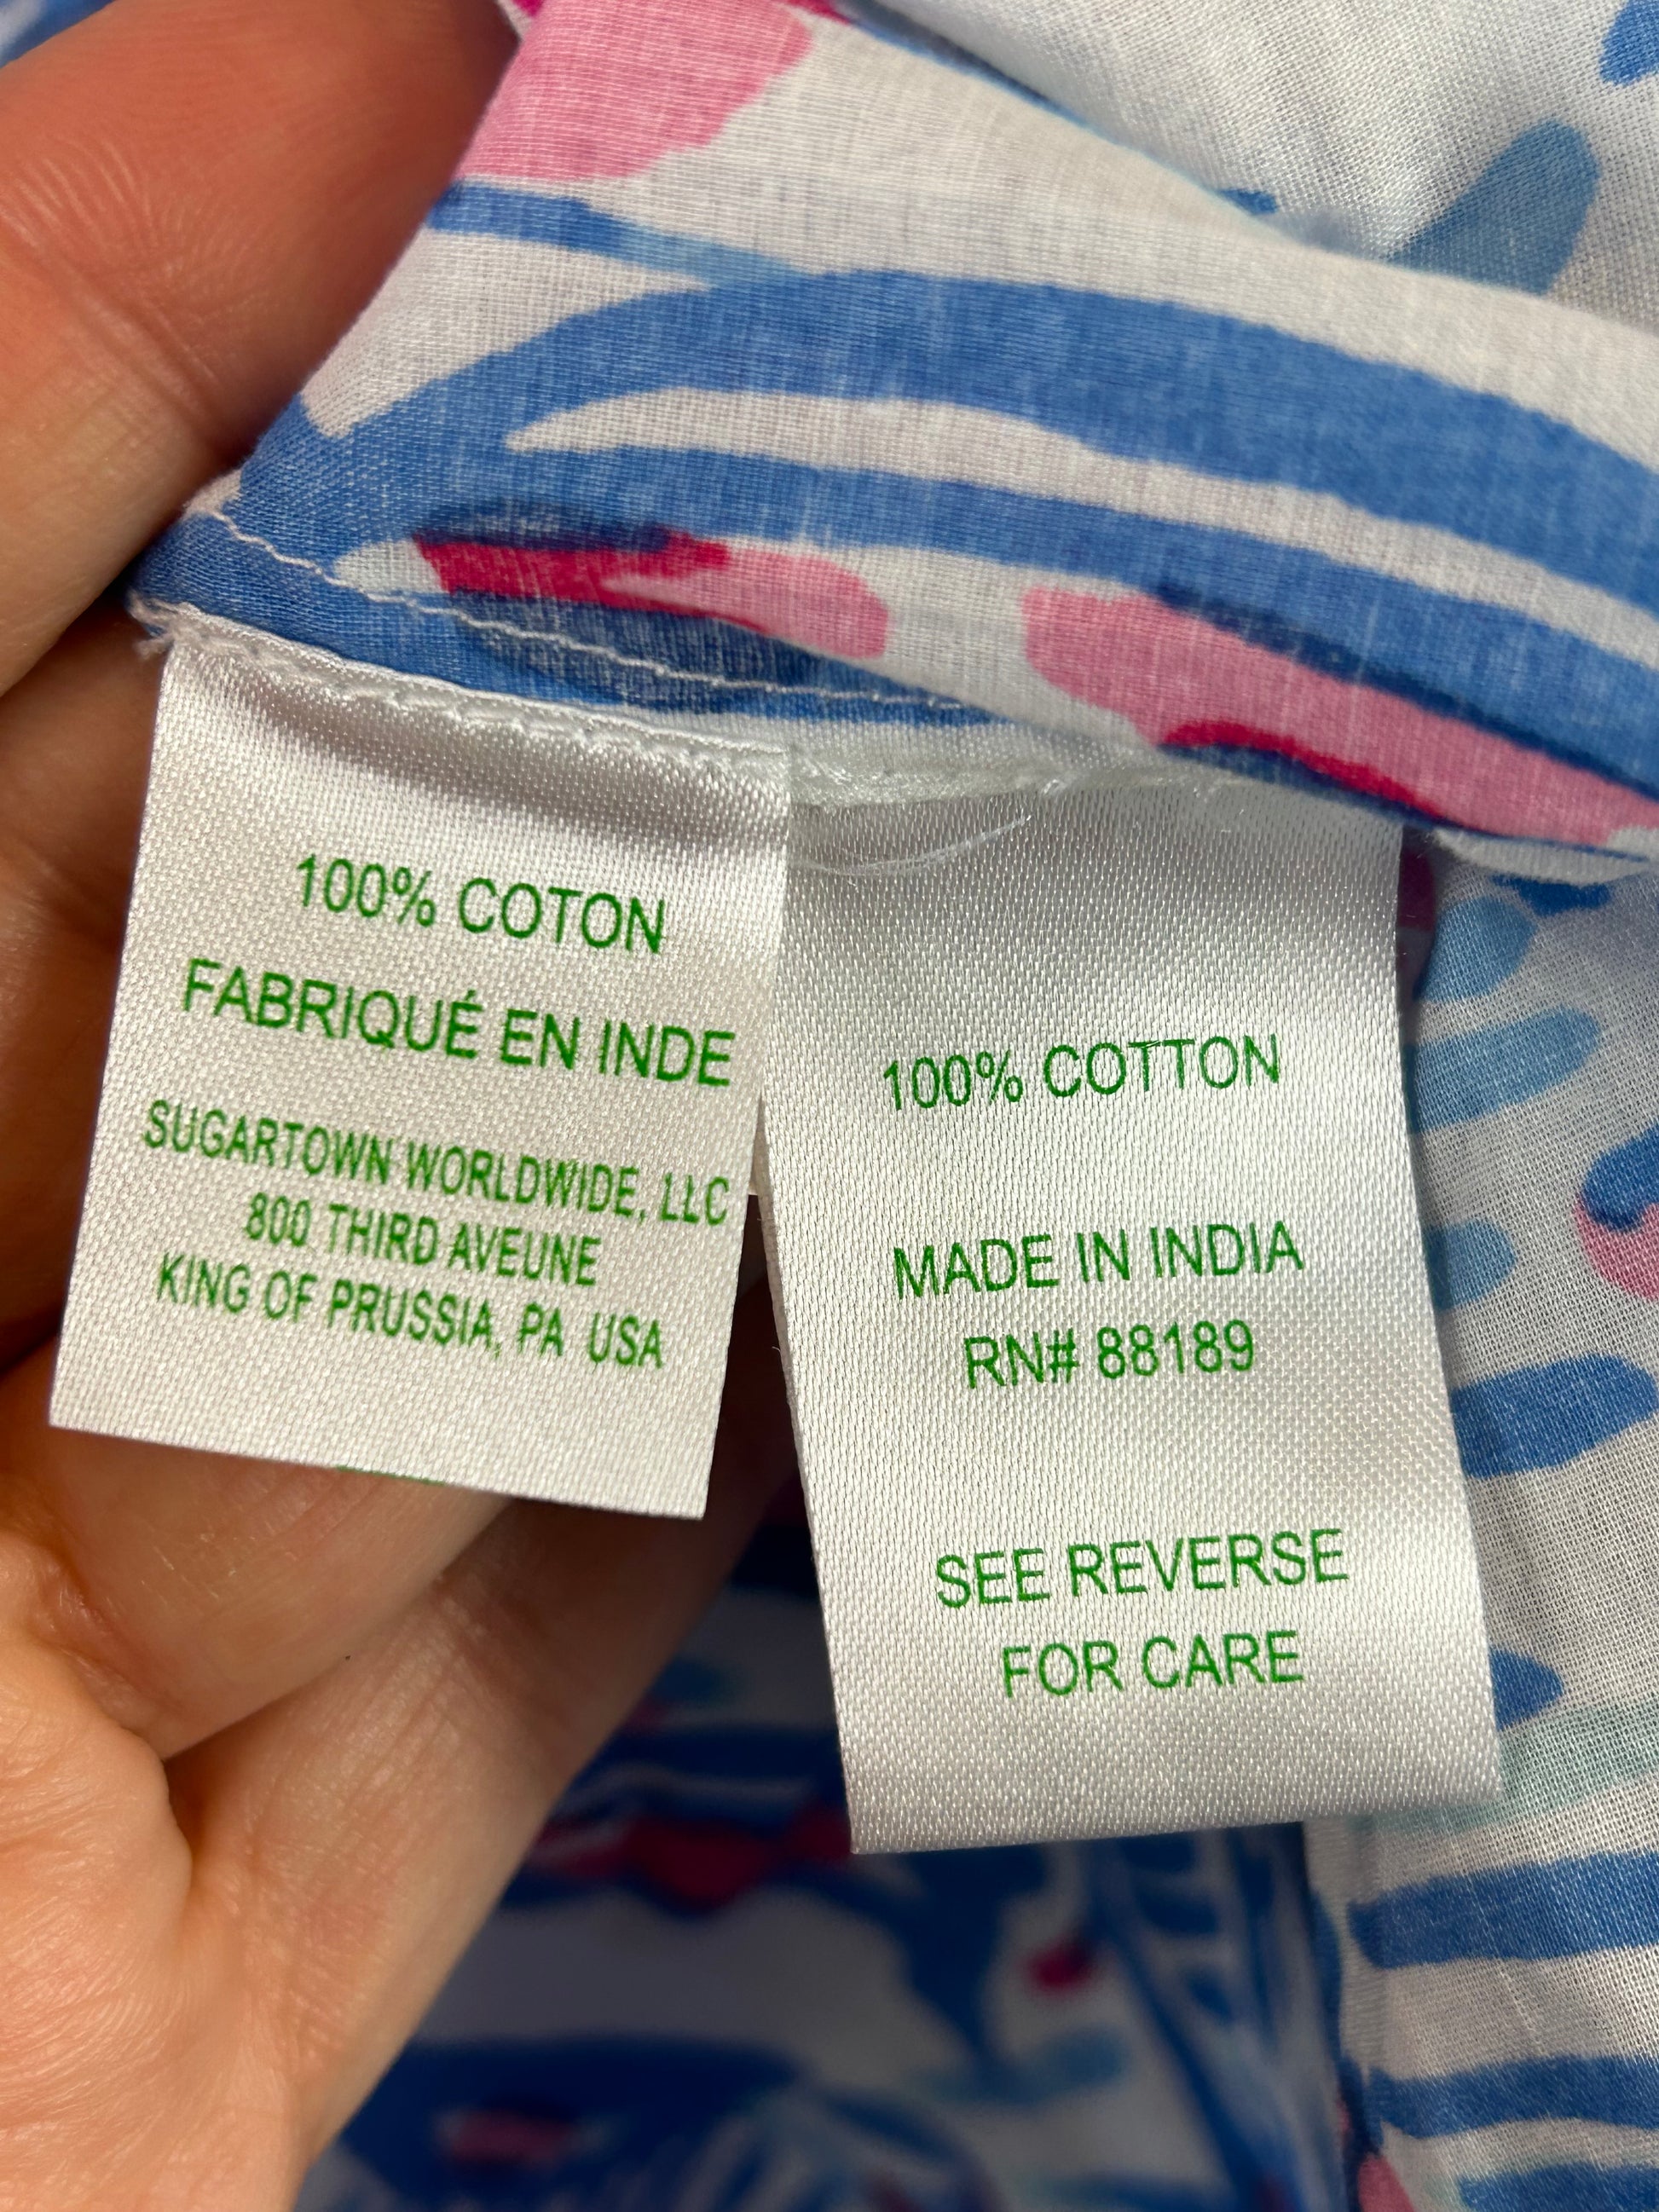 100% COTON
FABRIQUÉ EN INDE
SUGARTOWN WORLDWIDE, LLC
800 THIRD AVEUNE
KING OF PRUSSIA, PA USA
100% COTTON
MADE IN INDIA
RN# 88189
SEE REVERSE
FOR CARE